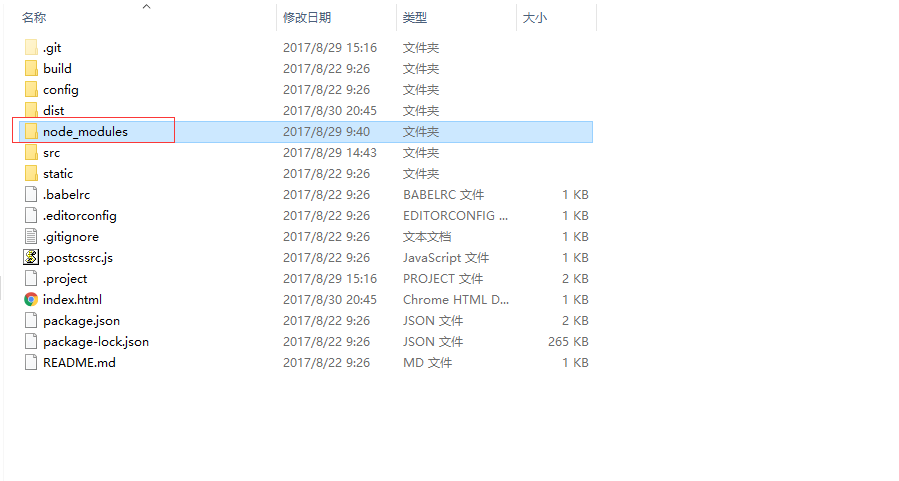 名称 修改日期 类型 大小
.git 2017/8/29 15:16 文件夹
build 2017/8/22 9:26 文件夹
config 2017/8/22 9:26 文件夹
dist 2017/8/30 20:45 文件夹
node_modules 2017/8/29 9:40 文件夹
src 2017/8/29 14:43 文件夹
static 2017/8/22 9:26 文件夹
.babelrc 2017/8/22 9:26 BABELRC 文件 1 KB
.editorconfig 2017/8/22 9:26 EDITORCONFIG ... 1 KB
.gitignore 2017/8/22 9:26 文本文档 1 KB
.postcssrc.js 2017/8/22 9:26 JavaScript 文件 1 KB
.project 2017/8/29 15:16 PROJECT 文件 2 KB
index.html 2017/8/30 20:45 Chrome HTML D... 1 KB
package.json 2017/8/22 9:26 JSON 文件 2 KB
package-lock.json 2017/8/22 9:26 JSON 文件 265 KB
README.md 2017/8/22 9:26 MD 文件 1 KB